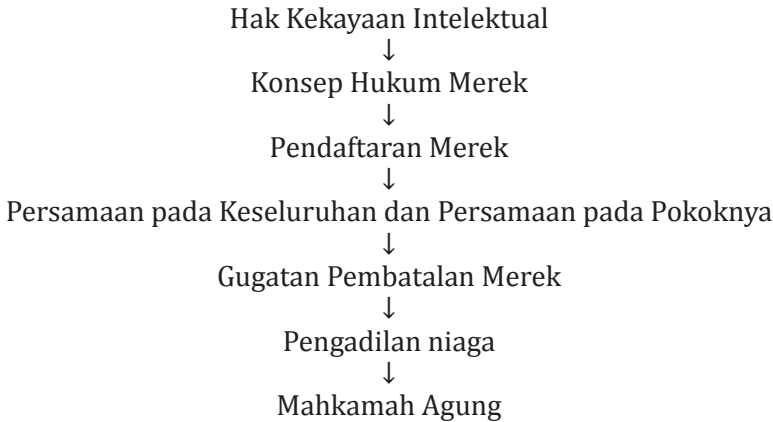 Hak Kekayaan Intelektual
↓
Konsep Hukum Merek
↓
Pendaftaran Merek
↓
Persamaan pada Keseluruhan dan Persamaan pada Pokoknya
↓
Gugatan Pembatalan Merek
↓
Pengadilan niaga
↓
Mahkamah Agung